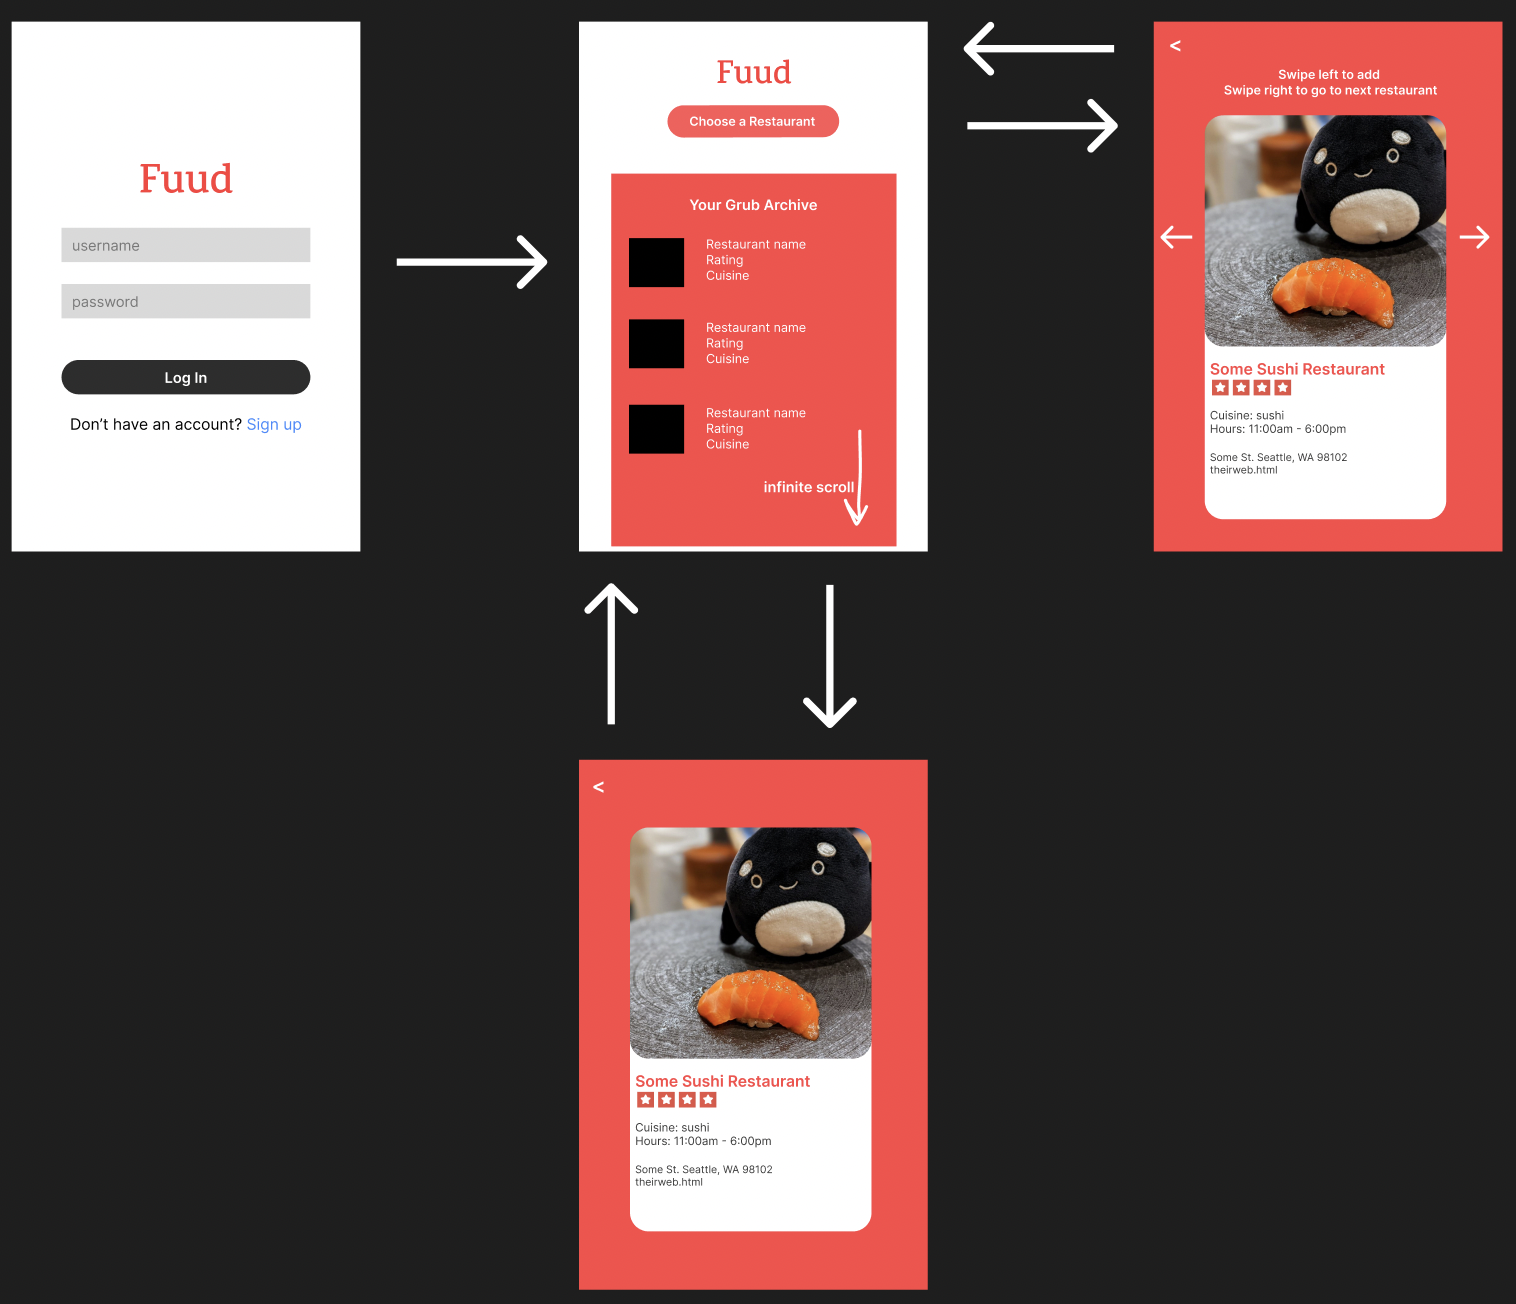 Fuud
username
password
Log In
Don't have an account? Sign up
Fuud
Choose a Restaurant
Your Grub Archive
Restaurant name
Rating
Cuisine
Restaurant name
Rating
Cuisine
Restaurant name
Rating
Cuisine
infinite scroll
<
Swipe left to add
Swipe right to go to next restaurant
Some Sushi Restaurant
Cuisine: sushi
Hours: 11:00am - 6:00pm
Some St. Seattle, WA 98102
theirweb.html
<
Some Sushi Restaurant
Cuisine: sushi
Hours: 11:00am - 6:00pm
Some St. Seattle, WA 98102
theirweb.html